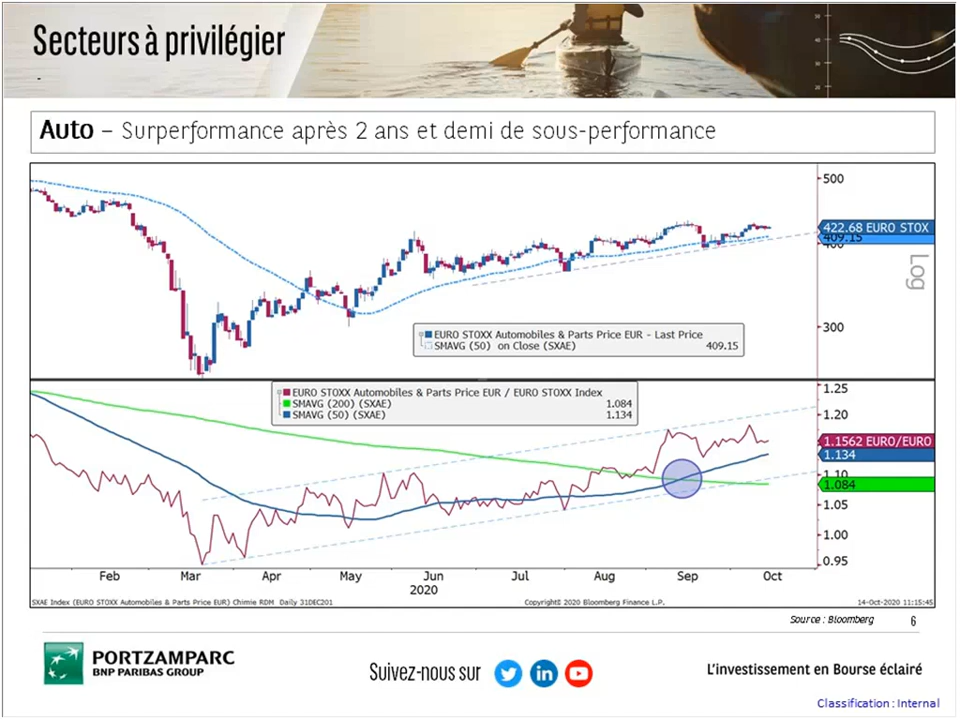 Secteurs à privilégier
-
Auto – Surperformance après 2 ans et demi de sous-performance
500
422.68 EURO STOX
409.15
400
Log
300
EURO STOXX Automobiles & Parts Price EUR - Last Price
SMAVG (50) on Close (SXAE) 409.15
EURO STOXX Automobiles & Parts Price EUR / EURO STOXX Index
SMAVG (200) (SXAE) 1.084
SMAVG (50) (SXAE) 1.134
1.25
1.20
1.1562 EURO/EURO
1.134
1.10
1.084
1.05
1.00
0.95
Feb Mar Apr May Jun Jul Aug Sep Oct
2020
SXAE Index (EURO STOXX Automobiles & Parts Price EUR) Chimie RDM Daily 31DEC201 Copyright© 2020 Bloomberg Finance L.P. 14-Oct-2020 11:15:45
Source : Bloomberg 6
PORTZAMPARC
BNP PARIBAS GROUP
Suivez-nous sur
L'investissement en Bourse éclairé
Classification : Internal